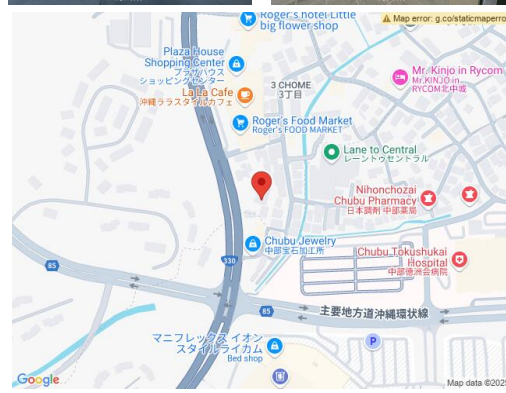 Roger's hotel Little
big flower shop
Map error: g.co/staticmaperro
Plaza House
Shopping Center
プラザハウス
ショッピングセンター
Mr. Kinjo in Rycom
Mr.KINJO in
RYCOM北中城
3 CHOME
3丁目
La La Cafe
沖縄ララスタイルカフェ
Roger's Food Market
Roger's FOOD MARKET
Lane to Central
レーントゥセントラル
Nihonchozai
Chubu Pharmacy
日本調剤 中部薬局
Chubu Jewelry
中部宝石加工所
Chubu Tokushukai
Hospital
中部徳洲会病院
85
330
85
主要地方道沖縄環状線
マニフレックス イオン
スタイルライカム
Bed shop
P
Google
Map data ©2025